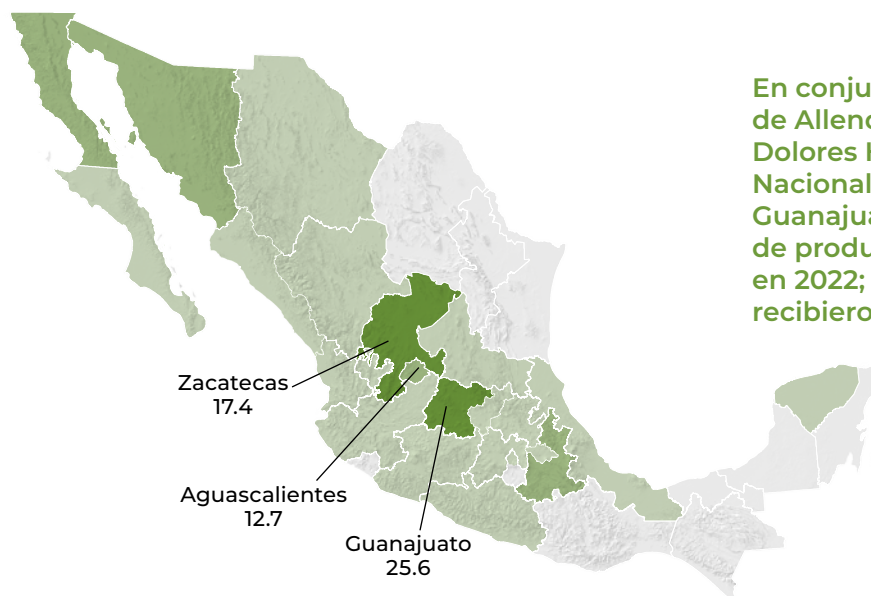 En conju
de Allend
Dolores
Nacional
Guanajua
de produ
en 2022;
recibiero
Zacatecas
17.4
Aguascalientes
12.7
Guanajuato
25.6